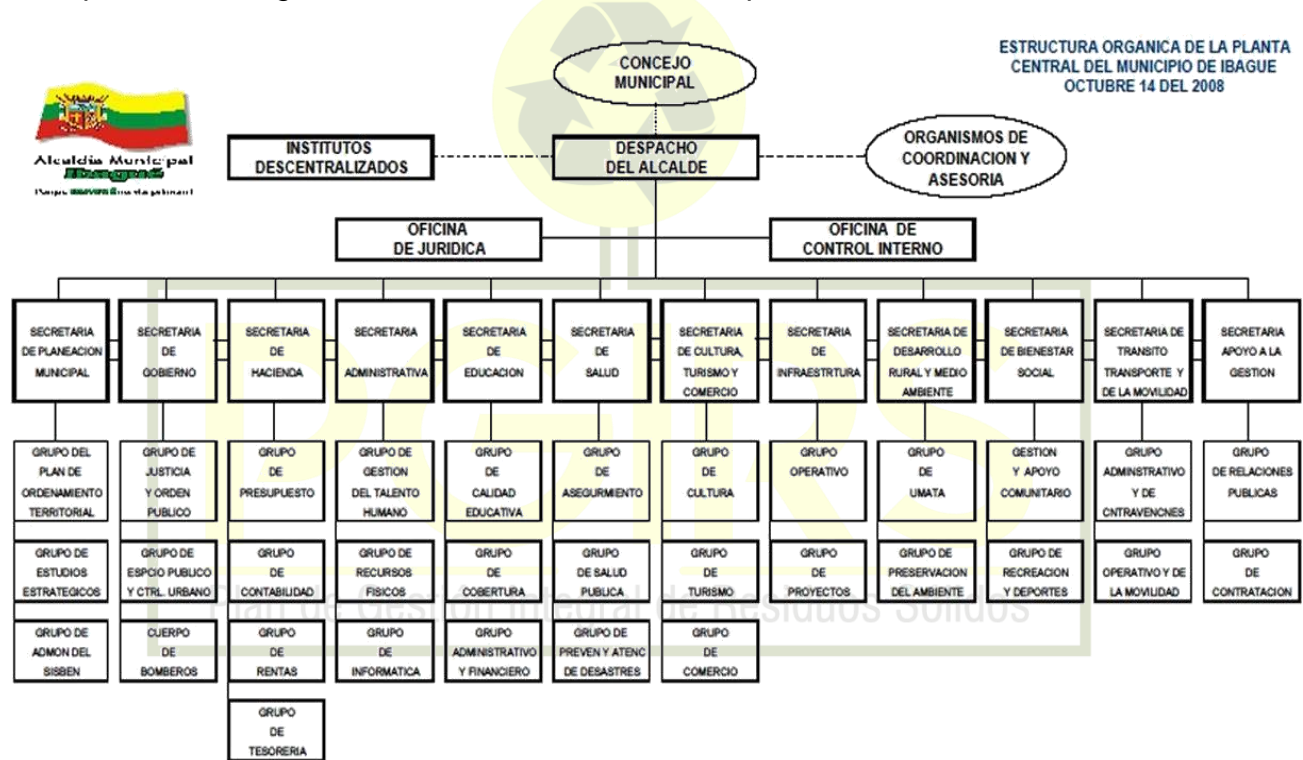 ESTRUCTURA ORGANICA DE LA PLANTA
CENTRAL DEL MUNICIPIO DE IBAGUE
OCTUBRE 14 DEL 2008
CONCEJO
MUNICIPAL
Alcaldia Municipal
Ibagué
INSTITUTOS
DESCENTRALIZADOS
DESPACHO
DEL ALCALDE
ORGANISMOS DE
COORDINACION Y
ASESORIA
OFICINA
DE JURIDICA
OFICINA DE
CONTROL INTERNO
SECRETARIA
DE PLANEACION
MUNICIPAL
SECRETARIA
DE
GOBIERNO
SECRETARIA
DE
HACIENDA
SECRETARIA
ADMINISTRATIVA
SECRETARIA
DE
EDUCACION
SECRETARIA
DE
SALUD
SECRETARIA
DE CULTURA,
TURISMO Y
COMERCIO
SECRETARIA
DE
INFRAESTRTURA
SECRETARIA DE
DESARROLLO
RURAL Y MEDIO
AMBIENTE
SECRETARIA
DE BIENESTAR
SOCIAL
SECRETARIA DE
TRANSITO
TRANSPORTE Y
DE LA MOVILIDAD
SECRETARIA
APOYO A LA
GESTION
GRUPO DEL
PLAN DE
ORDENAMIENTO
TERRITORIAL
GRUPO DE
JUSTICIA
Y ORDEN
PUBLICO
GRUPO
DE
PRESUPUESTO
GRUPO DE
GESTION
DEL TALENTO
HUMANO
GRUPO
DE
CALIDAD
EDUCATIVA
GRUPO
DE
ASEGURMIENTO
GRUPO
DE
CULTURA
GRUPO
OPERATIVO
GRUPO
DE
UMATA
GESTION
Y APOYO
COMUNITARIO
GRUPO
ADMINSTRATIVO
Y DE
CNTRAVENCNES
GRUPO
DE RELACIONES
PUBLICAS
GRUPO DE
ESTUDIOS
ESTRATEGICOS
GRUPO DE
ESPCIO PUBLICO
Y CTRL. URBANO
GRUPO
DE
CONTABILIDAD
GRUPO DE
RECURSOS
FISICOS
GRUPO
DE
COBERTURA
GRUPO
DE SALUD
PUBLICA
GRUPO
DE
TURISMO
GRUPO
DE
PROYECTOS
GRUPO DE
PRESERVACION
DEL AMBIENTE
GRUPO DE
RECREACION
Y DEPORTES
GRUPO
OPERATIVO Y DE
LA MOVILIDAD
GRUPO
DE
CONTRATACION
GRUPO DE
ADMON DEL
SISBEN
CUERPO
DE
BOMBEROS
GRUPO
DE
RENTAS
GRUPO
DE
INFORMATICA
GRUPO
ADMINISTRATIVO
Y FINANCIERO
GRUPO DE
PREVEN Y ATENC
DE DESASTRES
GRUPO
DE
COMERCIO
GRUPO
DE
TESORERIA
PGIRS
Plan de Gestión Integral de Residuos Sólidos